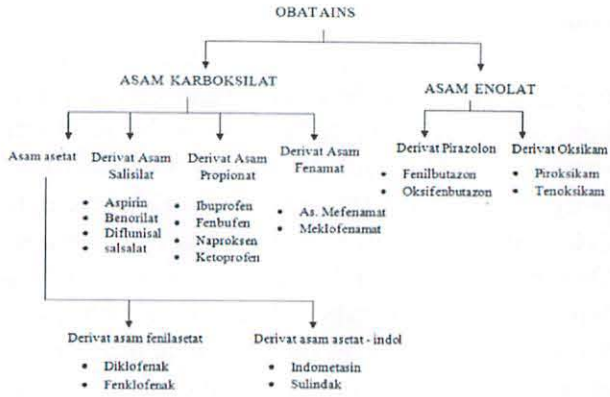 OBAT AINS
ASAM KARBOKSILAT
ASAM ENOLAT
Asam asetat
Derivat Asam
Salisilat
• Aspirin
• Benorilat
• Diflunisal
• salsalat
Derivat Asam
Propionat
• Ibuprofen
• Fenbufen
• Naproksen
• Ketoprofen
Derivat Asam
Fenamat
• As. Mefenamat
• Meklofenamat
Derivat Pirazolon
• Fenilbutazon
• Oksifenbutazon
Derivat Oksikam
• Piroksikam
• Tenoksikam
Derivat asam fenilasetat
• Diklofenak
• Fenklofenak
Derivat asam asetat - indol
• Indometasin
• Sulindak